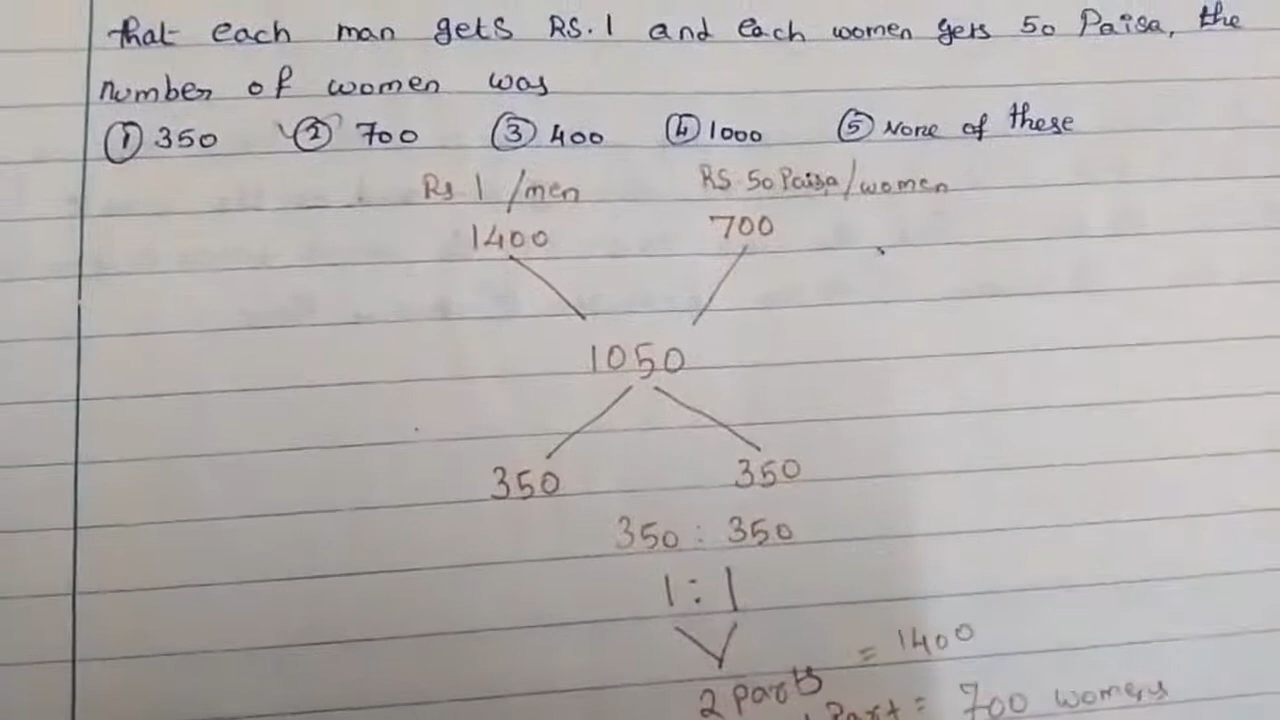 that each man gets RS. 1 and each women gers 50 Paisa, the
number of women was
① 350 ② 700 ③ 400 ④ 1000 ⑤ None of these
Rs 1 /men RS. 50 Paisa/women
1400 700
1050
350 350
350 : 350
1 : 1
2 parts = 1400
Part = 700 womens